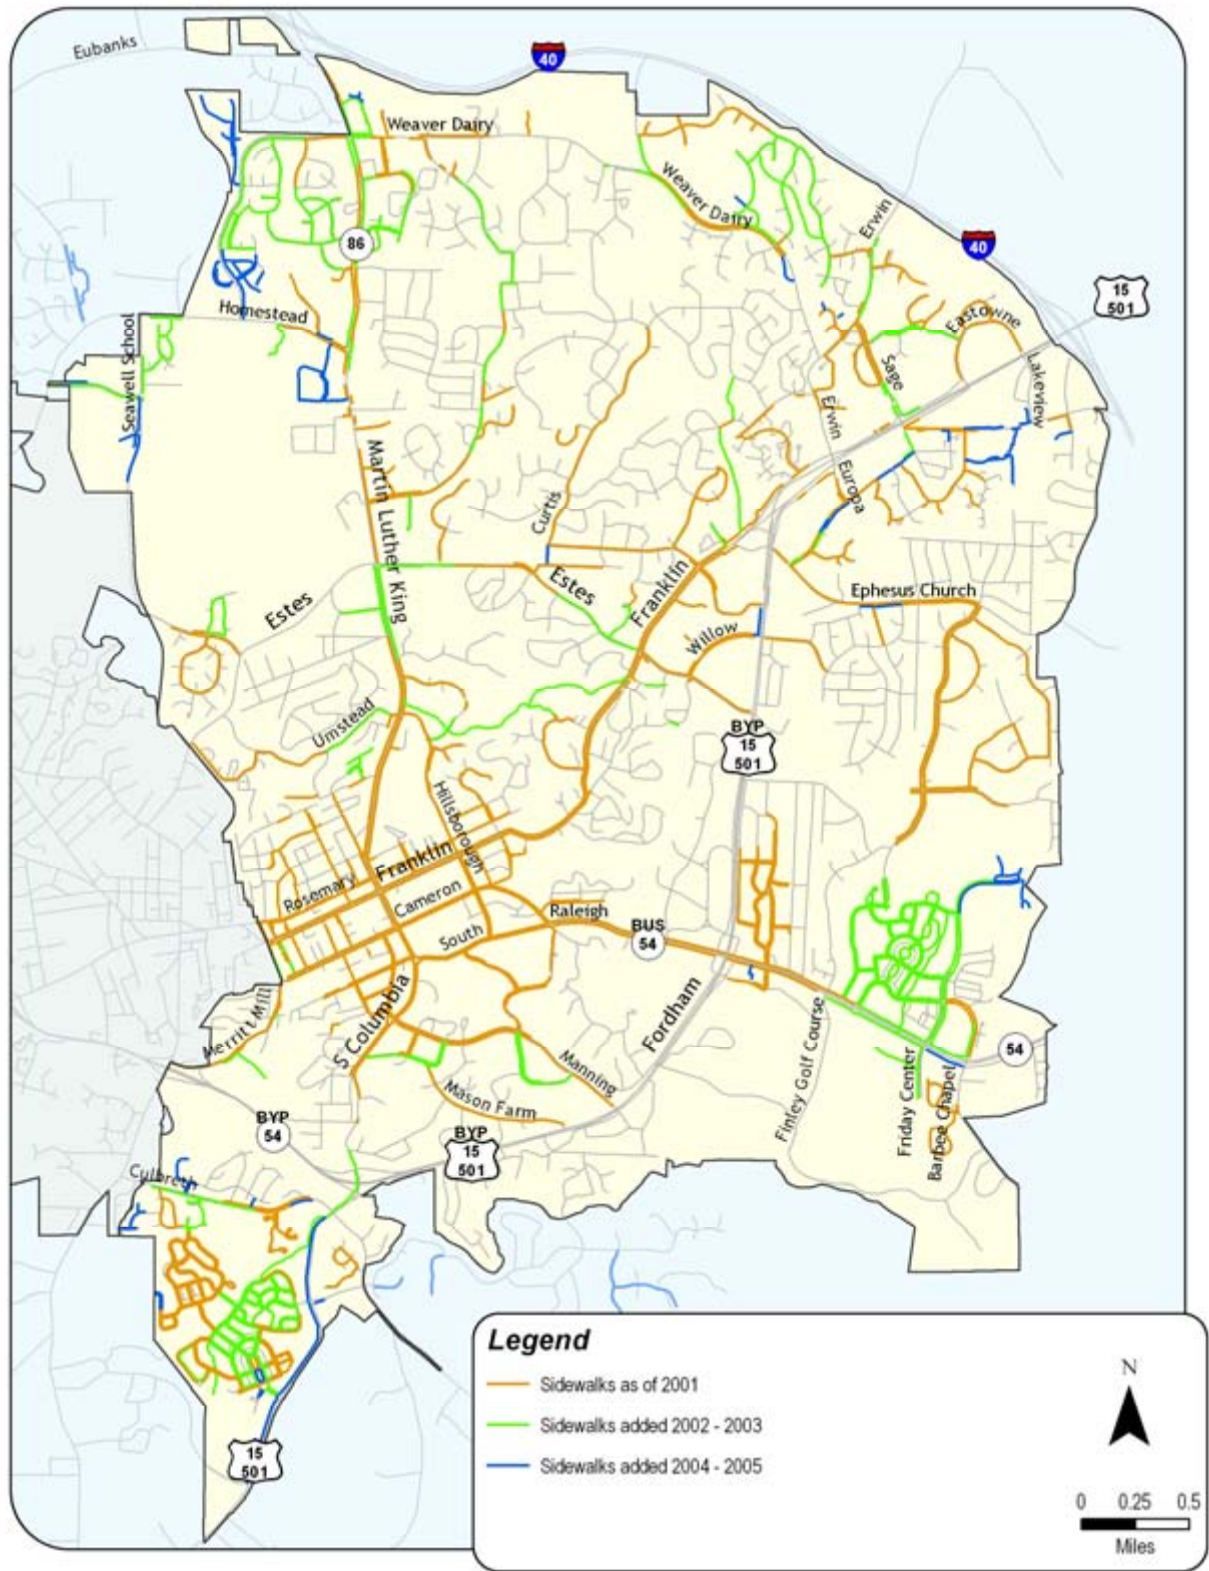 Eubanks
40
Weaver Dairy
Weaver Dairy
Erwin
86
40
15
501
Homestead
Eastowne
Seawell School
Sage
Lakeview
Erwin
Martin Luther King
Europa
Curtis
Estes
Estes
Franklin
Ephesus Church
Willow
Umstead
BYP
15
501
Hillsborough
Franklin
Rosemary
Cameron
Raleigh
South
BUS
54
S Columbia
Fordham
Merritt Mill
Finley Golf Course
54
Manning
Friday Center
Barbee Chapel
Mason Farm
BYP
54
BYP
15
501
Culbreth
15
501
Legend
Sidewalks as of 2001
Sidewalks added 2002 - 2003
Sidewalks added 2004 - 2005
N
0 0.25 0.5
Miles